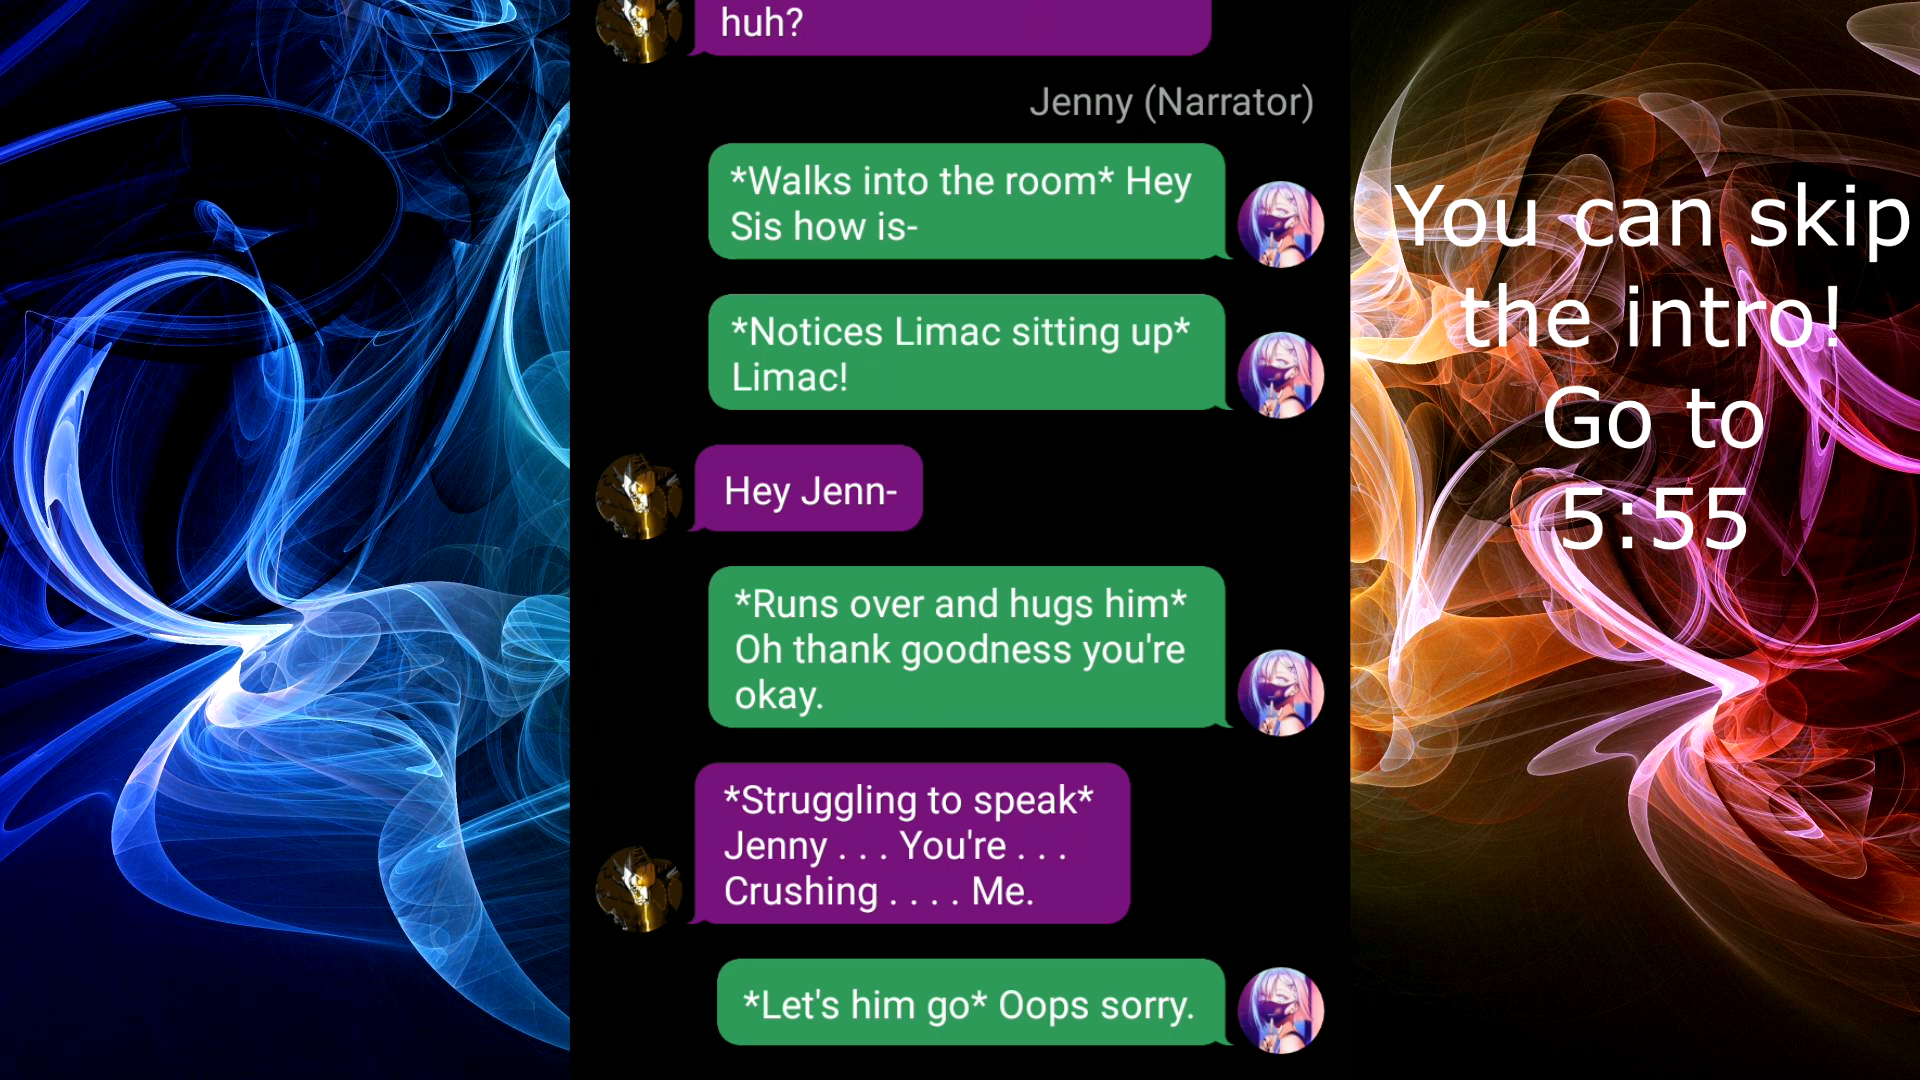 huh?
Jenny (Narrator)
*Walks into the room* Hey
Sis how is-
*Notices Limac sitting up*
Limac!
Hey Jenn-
*Runs over and hugs him*
Oh thank goodness you're
okay.
*Struggling to speak*
Jenny . . . You're . . .
Crushing . . . . Me.
*Let's him go* Oops sorry.
You can skip
the intro!
Go to
5:55